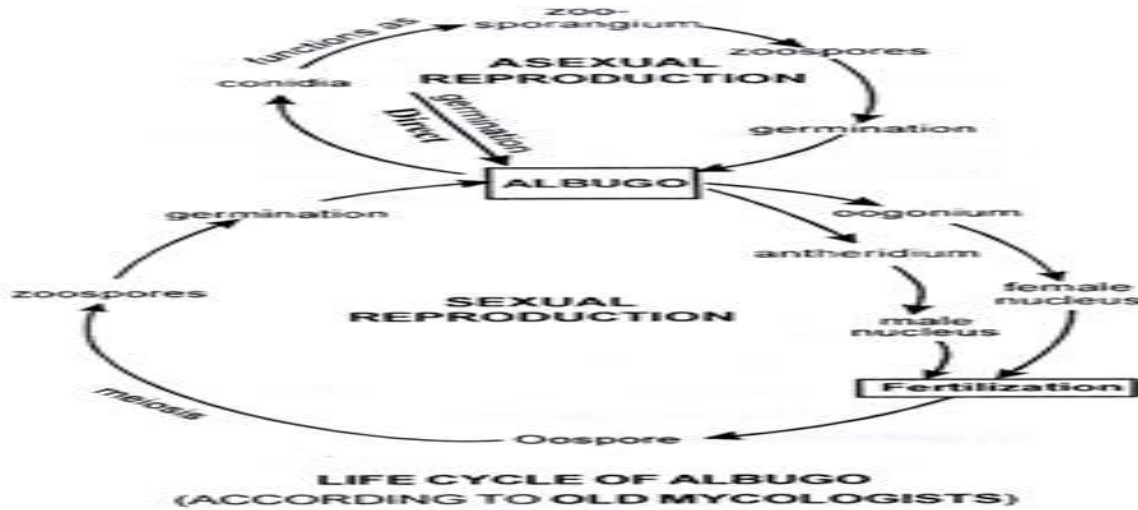 zoo-
sporangium
functions as
zoospores
conidia
ASEXUAL
REPRODUCTION
Direct
germination
germination
ALBUGO
germination
oogonium
antheridium
zoospores
female
nucleus
SEXUAL
REPRODUCTION
male
nucleus
Fertilization
meiosis
Oospore
LIFE CYCLE OF ALBUGO
(ACCORDING TO OLD MYCOLOGISTS)